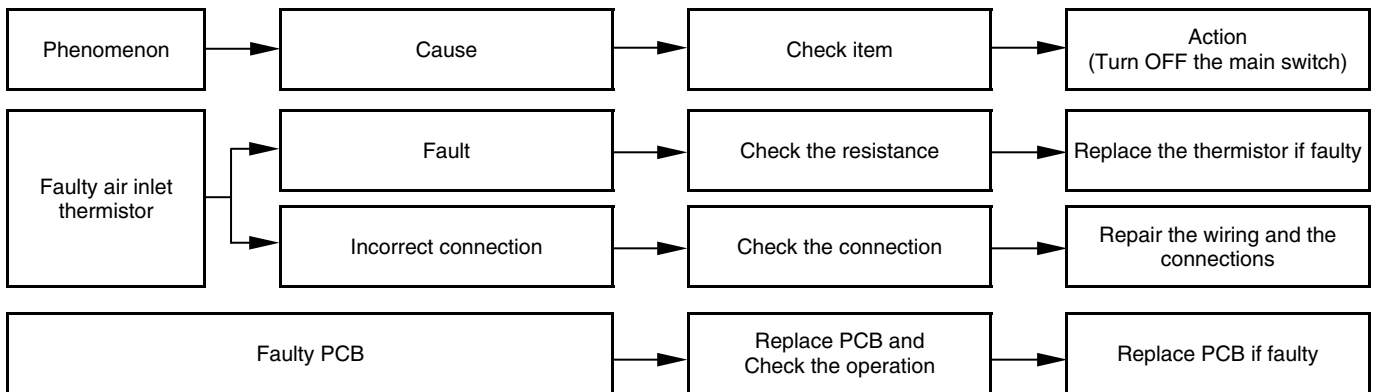 Phenomenon
Cause
Check item
Action
(Turn OFF the main switch)
Faulty air inlet
thermistor
Fault
Check the resistance
Replace the thermistor if faulty
Incorrect connection
Check the connection
Repair the wiring and the
connections
Faulty PCB
Replace PCB and
Check the operation
Replace PCB if faulty